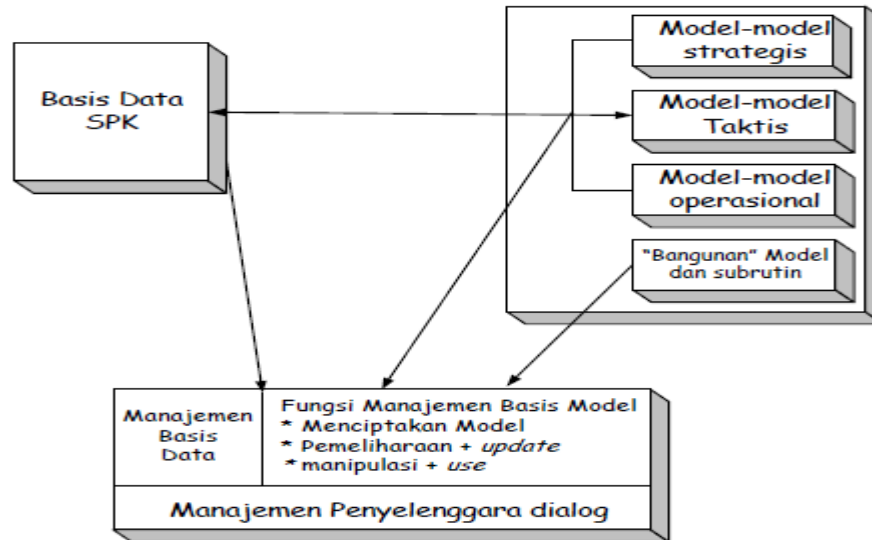 Basis Data
SPK
Model-model
strategis
Model-model
Taktis
Model-model
operasional
"Bangunan" Model
dan subrutin
Manajemen
Basis
Data
Fungsi Manajemen Basis Model
* Menciptakan Model
* Pemeliharaan + update
* manipulasi + use
Manajemen Penyelenggara dialog